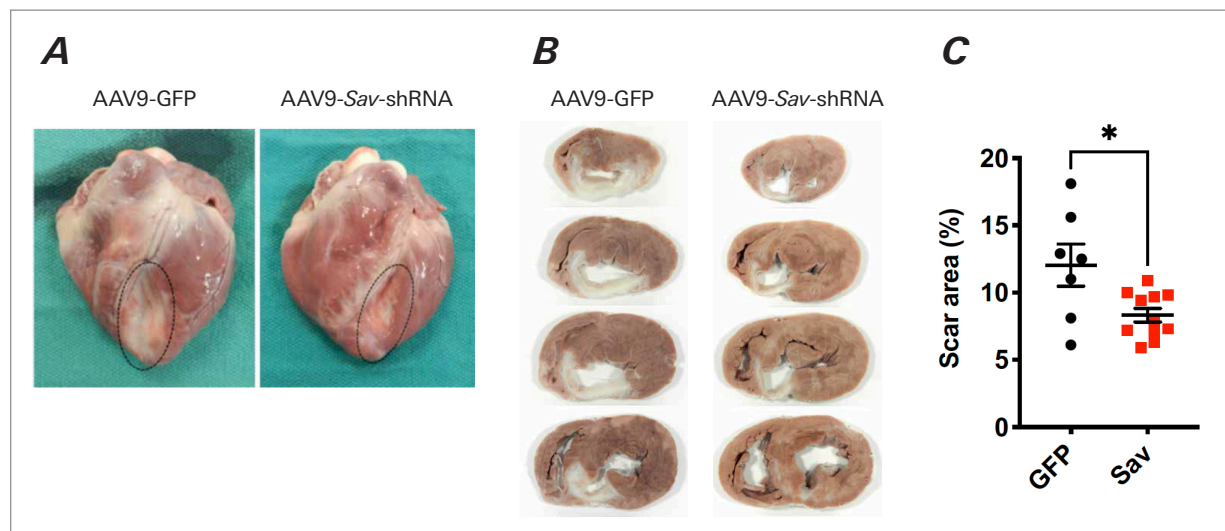 A
AAV9-GFP
AAV9-Sav-shRNA
B
AAV9-GFP
AAV9-Sav-shRNA
C
*
Scar area (%)
20
15
10
5
0
GFP
Sav